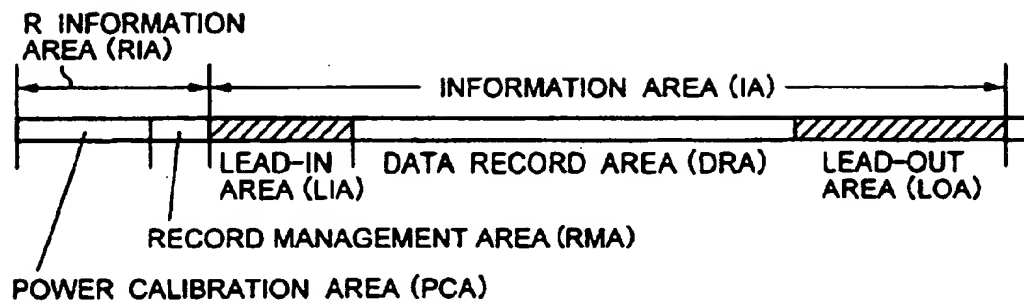 R INFORMATION
AREA (RIA)
INFORMATION AREA (IA)
LEAD-IN
AREA (LIA)
DATA RECORD AREA (DRA)
LEAD-OUT
AREA (LOA)
RECORD MANAGEMENT AREA (RMA)
POWER CALIBRATION AREA (PCA)